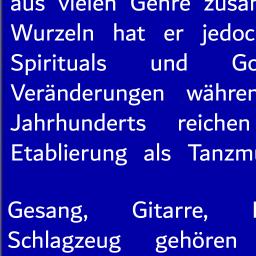 aus vielen Genre
Wurzeln hat er
Spirituals und
Veränderungen
Jahrhunderts reichen
Etablierung als
Gesang, Gitarre,
Schlagzeug gehören